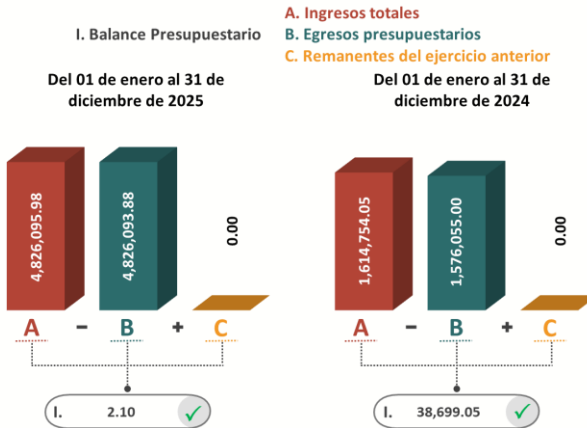 A. Ingresos totales
I. Balance Presupuestario
B. Egresos presupuestarios
C. Remanentes del ejercicio anterior
Del 01 de enero al 31 de
diciembre de 2025
4,826,095.98
4,826,093.88
0.00
A – B + C
I. 2.10
Del 01 de enero al 31 de
diciembre de 2024
1,614,754.05
1,576,055.00
0.00
A – B + C
I. 38,699.05